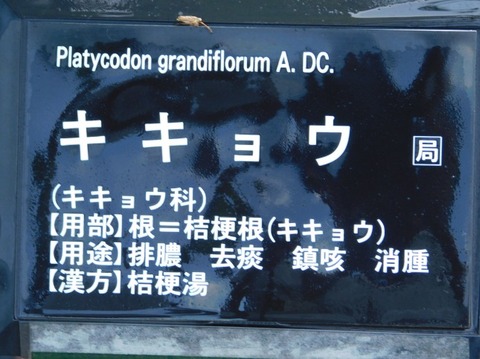 Platycodon grandiflorum A. DC.
キキョウ 局
(キキョウ科)
【用部】根=桔梗根(キキョウ)
【用途】排膿 去痰 鎮咳 消腫
【漢方】桔梗湯